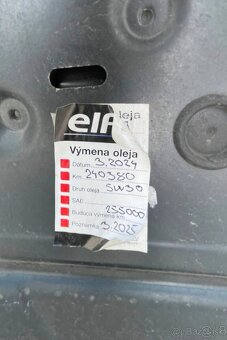 elf
leja
Výmena oleja
Dátum 3.2024
Km. 240380
Druh oleja 5W30
SAE
Budúca výmena km 255000
Poznámka 3.2025